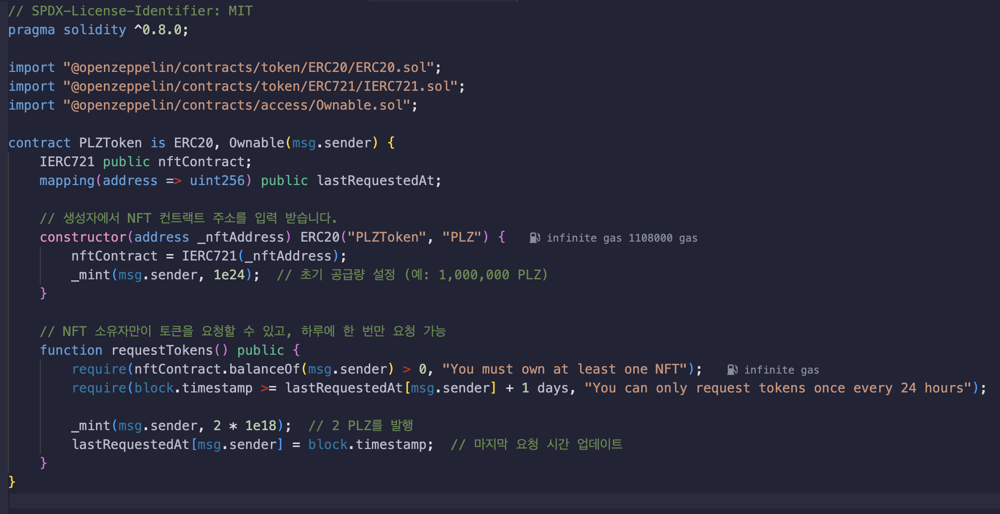 // SPDX-License-Identifier: MIT
pragma solidity ^0.8.0;
import "@openzeppelin/contracts/token/ERC20/ERC20.sol";
import "@openzeppelin/contracts/token/ERC721/IERC721.sol";
import "@openzeppelin/contracts/access/Ownable.sol";
contract PLZToken is ERC20, Ownable(msg.sender) {
IERC721 public nftContract;
mapping(address => uint256) public lastRequestedAt;
// 생성자에서 NFT 컨트랙트 주소를 입력 받습니다.
constructor(address _nftAddress) ERC20("PLZToken", "PLZ") { infinite gas 1108000 gas
nftContract = IERC721(_nftAddress);
_mint(msg.sender, 1e24); // 초기 공급량 설정 (예: 1,000,000 PLZ)
}
// NFT 소유자만이 토큰을 요청할 수 있고, 하루에 한 번만 요청 가능
function requestTokens() public {
require(nftContract.balanceOf(msg.sender) > 0, "You must own at least one NFT"); infinite gas
require(block.timestamp >= lastRequestedAt[msg.sender] + 1 days, "You can only request tokens once every 24 hours");
_mint(msg.sender, 2 * 1e18); // 2 PLZ를 발행
lastRequestedAt[msg.sender] = block.timestamp; // 마지막 요청 시간 업데이트
}
}